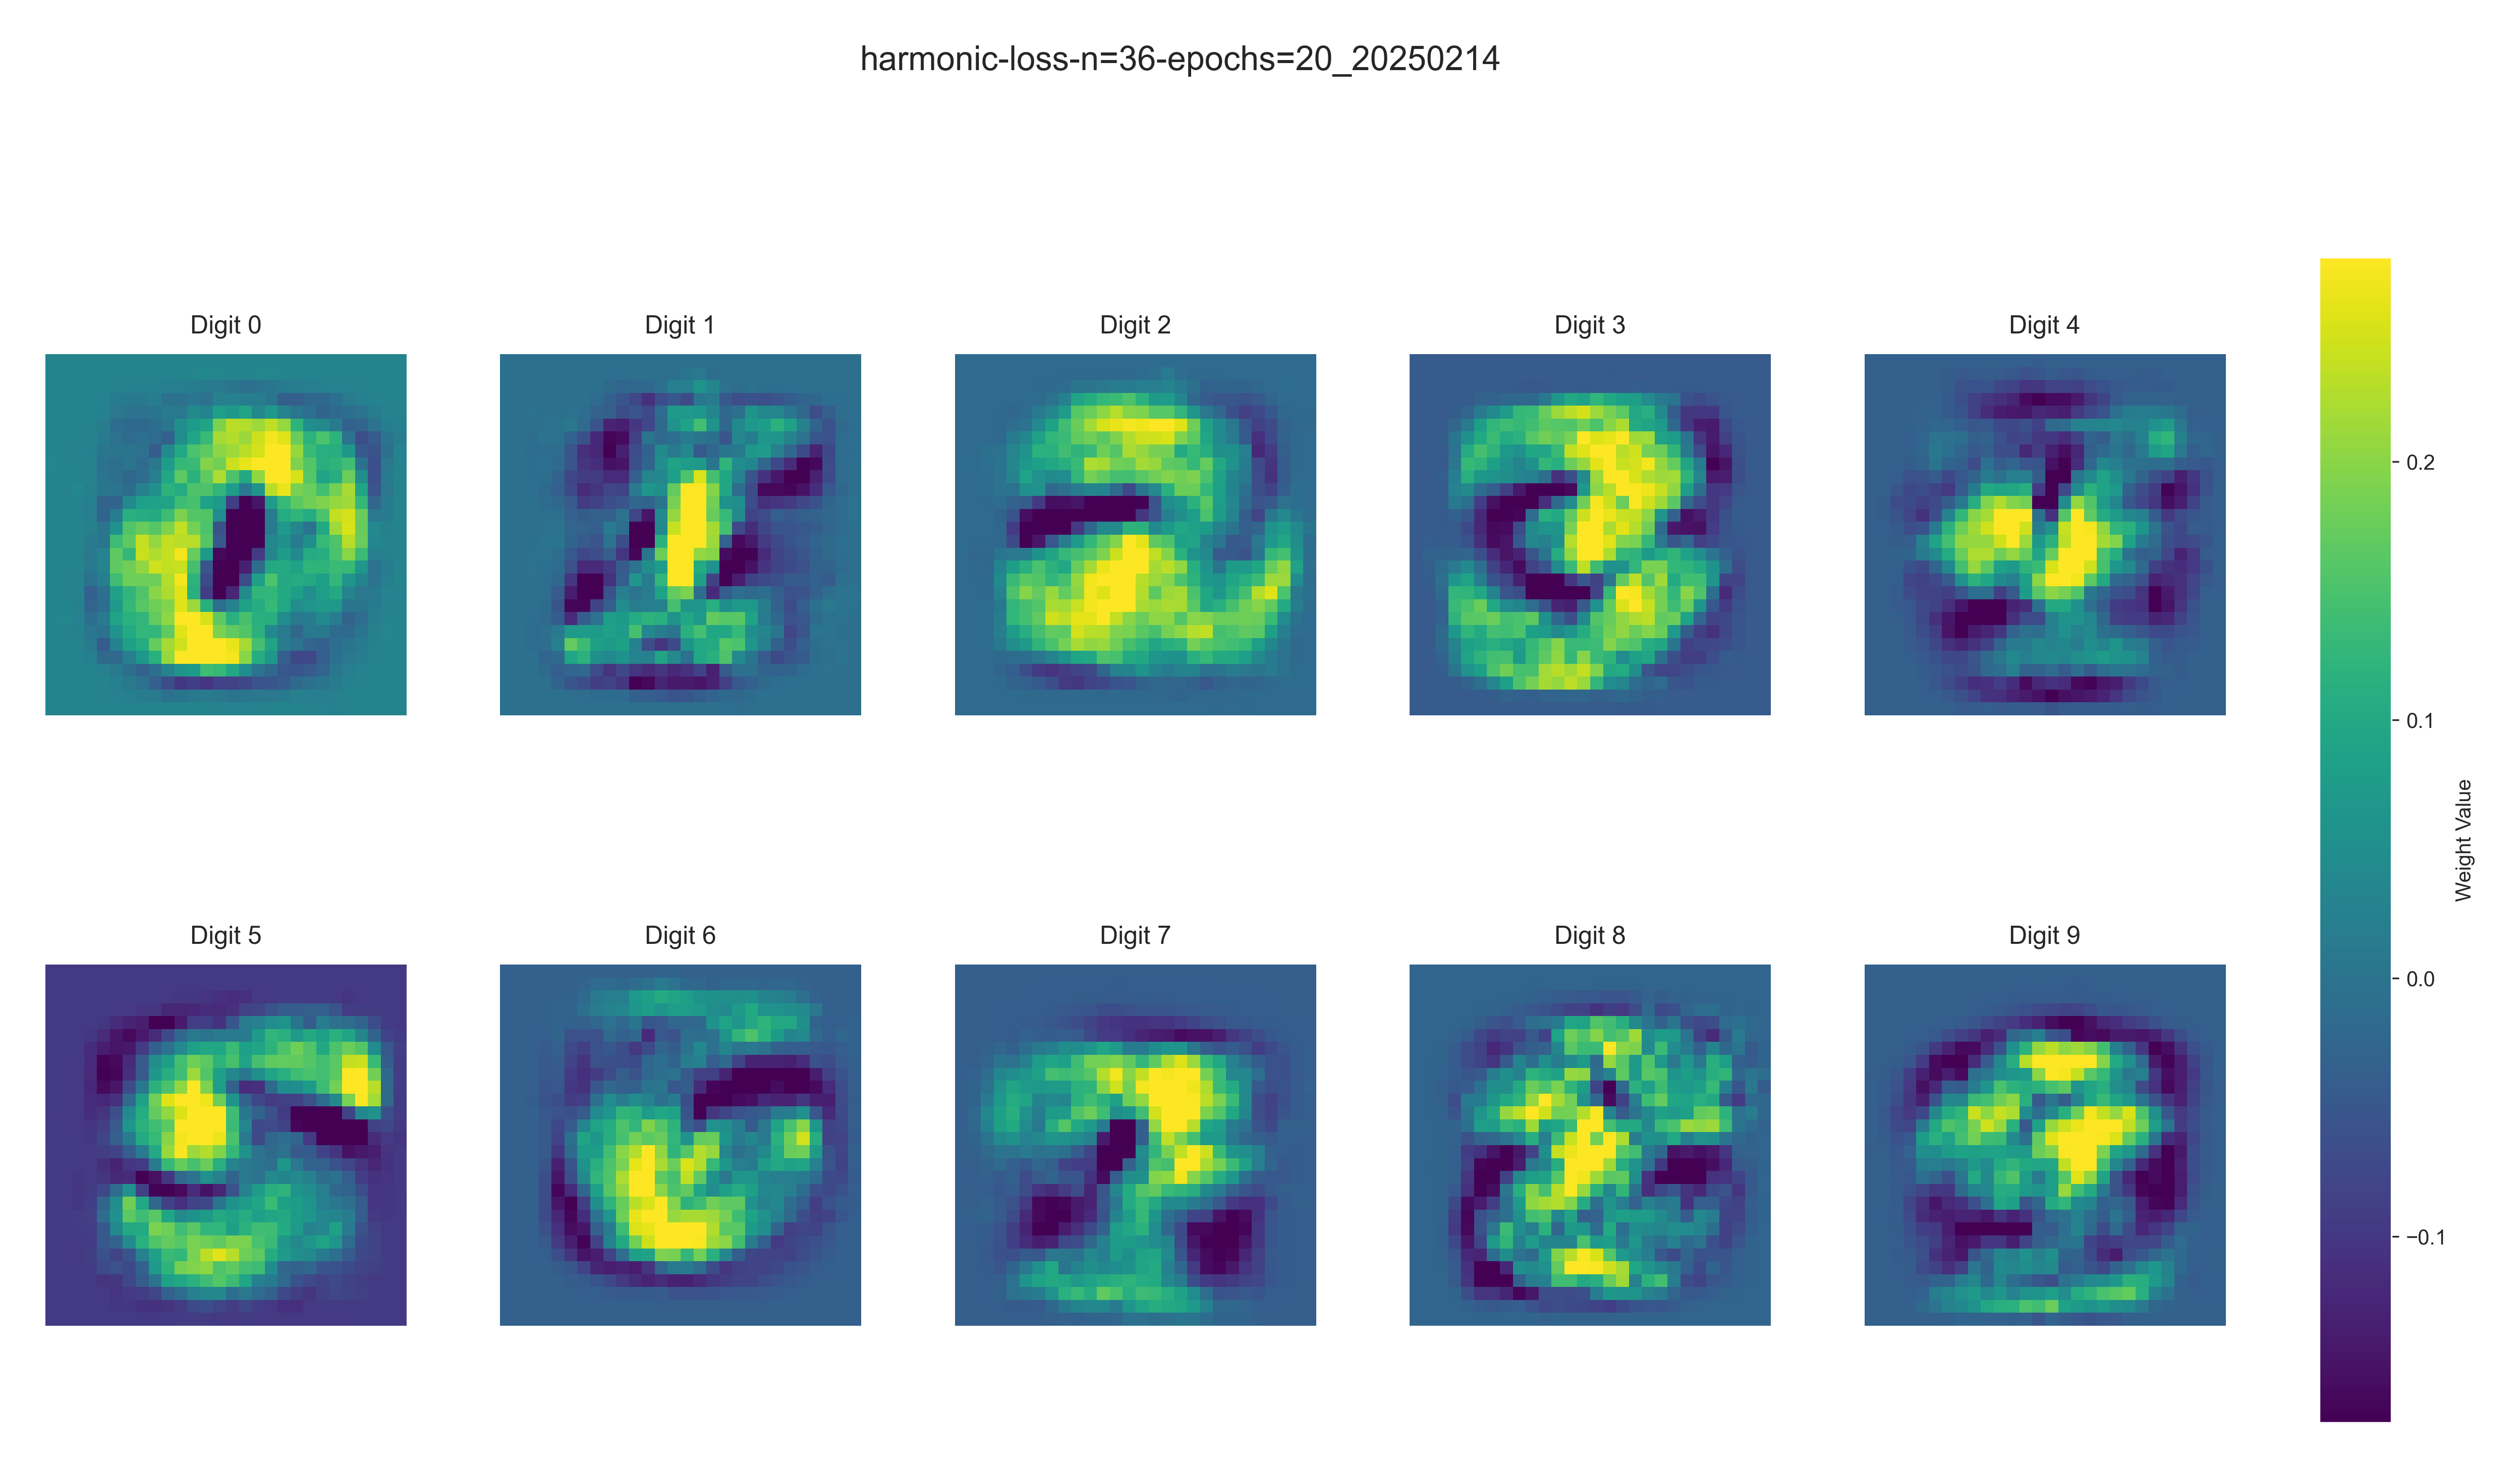 harmonic-loss-n=36-epochs=20_20250214
Digit 0
Digit 1
Digit 2
Digit 3
Digit 4
Digit 5
Digit 6
Digit 7
Digit 8
Digit 9
0.2
0.1
0.0
−0.1
Weight Value